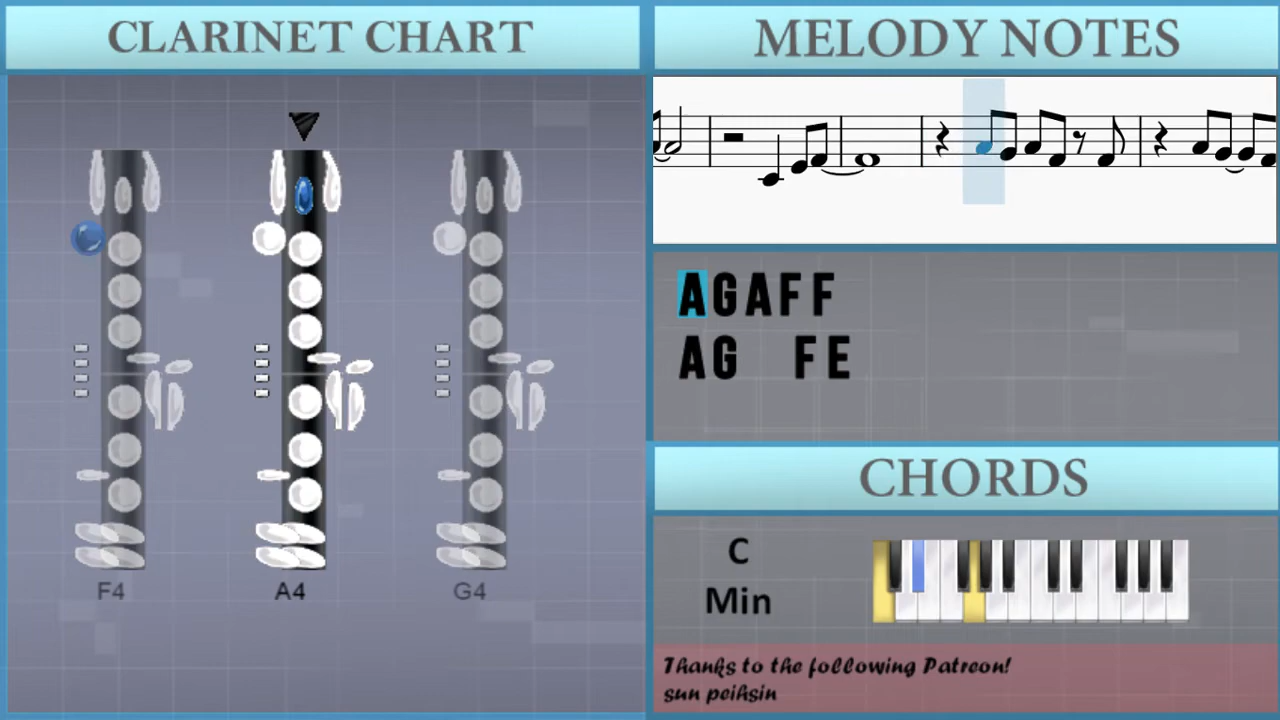 CLARINET CHART
MELODY NOTES
F4
A4
G4
AGAFF
AG FE
CHORDS
C
Min
Thanks to the following Patreon!
sun peihsin